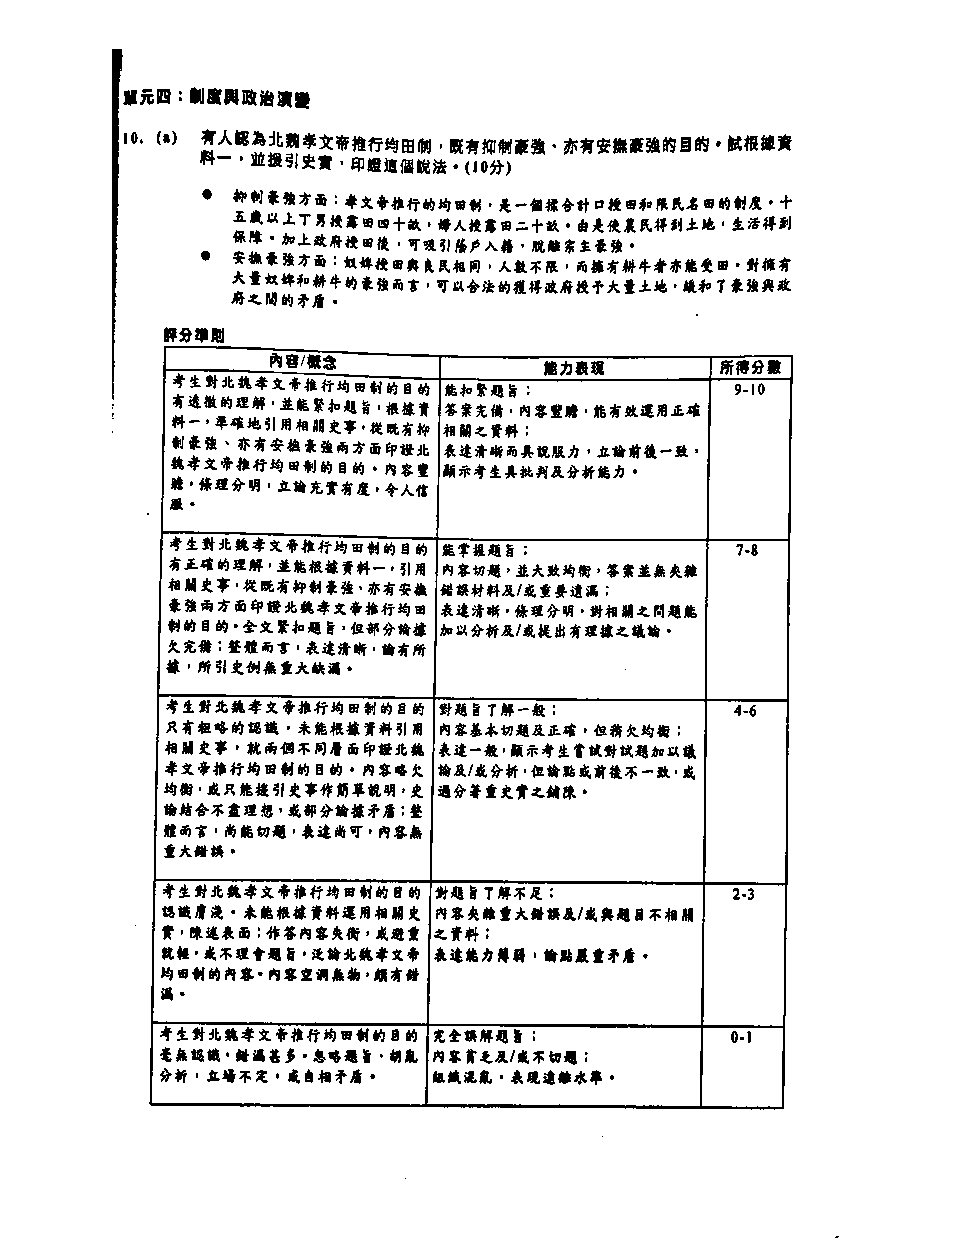 單元四：制度與政治演變
10. (a) 有人認為北魏孝文帝推行均田制，既有抑制豪強、亦有安撫豪強的目的。試根據資
料一，並援引史實，印證這個說法。(10分)
● 抑制豪強方面：孝文帝推行的均田制，是一個揉合計口授田和限民名田的制度。十
五歲以上丁男授露田四十畝，婦人授露田二十畝。由是使農民得到土地，生活得到
保障。加上政府授田後，可吸引蔭戶入籍，脫離宗主豪強。
● 安撫豪強方面：奴婢授田與良民相同，人數不限，而擁有耕牛者亦能受田。對擁有
大量奴婢和耕牛的豪強而言，可以合法的獲得政府授予大量土地，緩和了豪強與政
府之間的矛盾。
評分準則
內容/概念 能力表現 所得分數
考生對北魏孝文帝推行均田制的目的
有透徹的理解，並能緊扣題旨，根據資
料一，準確地引用相關史事，從既有抑
制豪強、亦有安撫豪強兩方面印證北
魏孝文帝推行均田制的目的。內容豐
贍，條理分明，立論充實有度，令人信
服。
能扣緊題旨；
答案完備，內容豐贍，能有效運用正確
相關之資料；
表達清晰而具說服力，立論前後一致，
顯示考生具批判及分析能力。
9-10
考生對北魏孝文帝推行均田制的目的
有正確的理解，並能根據資料一，引用
相關史事，從既有抑制豪強、亦有安撫
豪強兩方面印證北魏孝文帝推行均田
制的目的。全文緊扣題旨，但部分論據
欠完備；整體而言，表達清晰，論有所
據，所引史例無重大缺漏。
能掌握題旨；
內容切題，並大致均衡，答案並無夾雜
錯誤材料及/或重要遺漏；
表達清晰，條理分明，對相關之問題能
加以分析及/或提出有理據之議論。
7-8
考生對北魏孝文帝推行均田制的目的
只有粗略的認識，未能根據資料引用
相關史事，就兩個不同層面印證北魏
孝文帝推行均田制的目的。內容略欠
均衡，或只能援引史事作簡單說明，史
論結合不盡理想，或部分論據矛盾；整
體而言，尚能切題，表達尚可，內容無
重大錯誤。
對題旨了解一般；
內容基本切題及正確，但稍欠均衡；
表達一般，顯示考生嘗試對試題加以議
論及/或分析，但論點或前後不一致，或
過分著重史實之鋪陳。
4-6
考生對北魏孝文帝推行均田制的目的
認識膚淺。未能根據資料運用相關史
實，陳述表面；作答內容失衡，或避重
就輕，或不理會題旨，泛論北魏孝文帝
均田制的內容。內容空洞無物，頗有錯
漏。
對題旨了解不足；
內容夾雜重大錯誤及/或與題目不相關
之資料；
表達能力薄弱，論點嚴重矛盾。
2-3
考生對北魏孝文帝推行均田制的目的
毫無認識，錯漏甚多。忽略題旨，胡亂
分析，立場不定，或自相矛盾。
完全誤解題旨；
內容貧乏及/或不切題；
組織混亂，表現遠離水準。
0-1